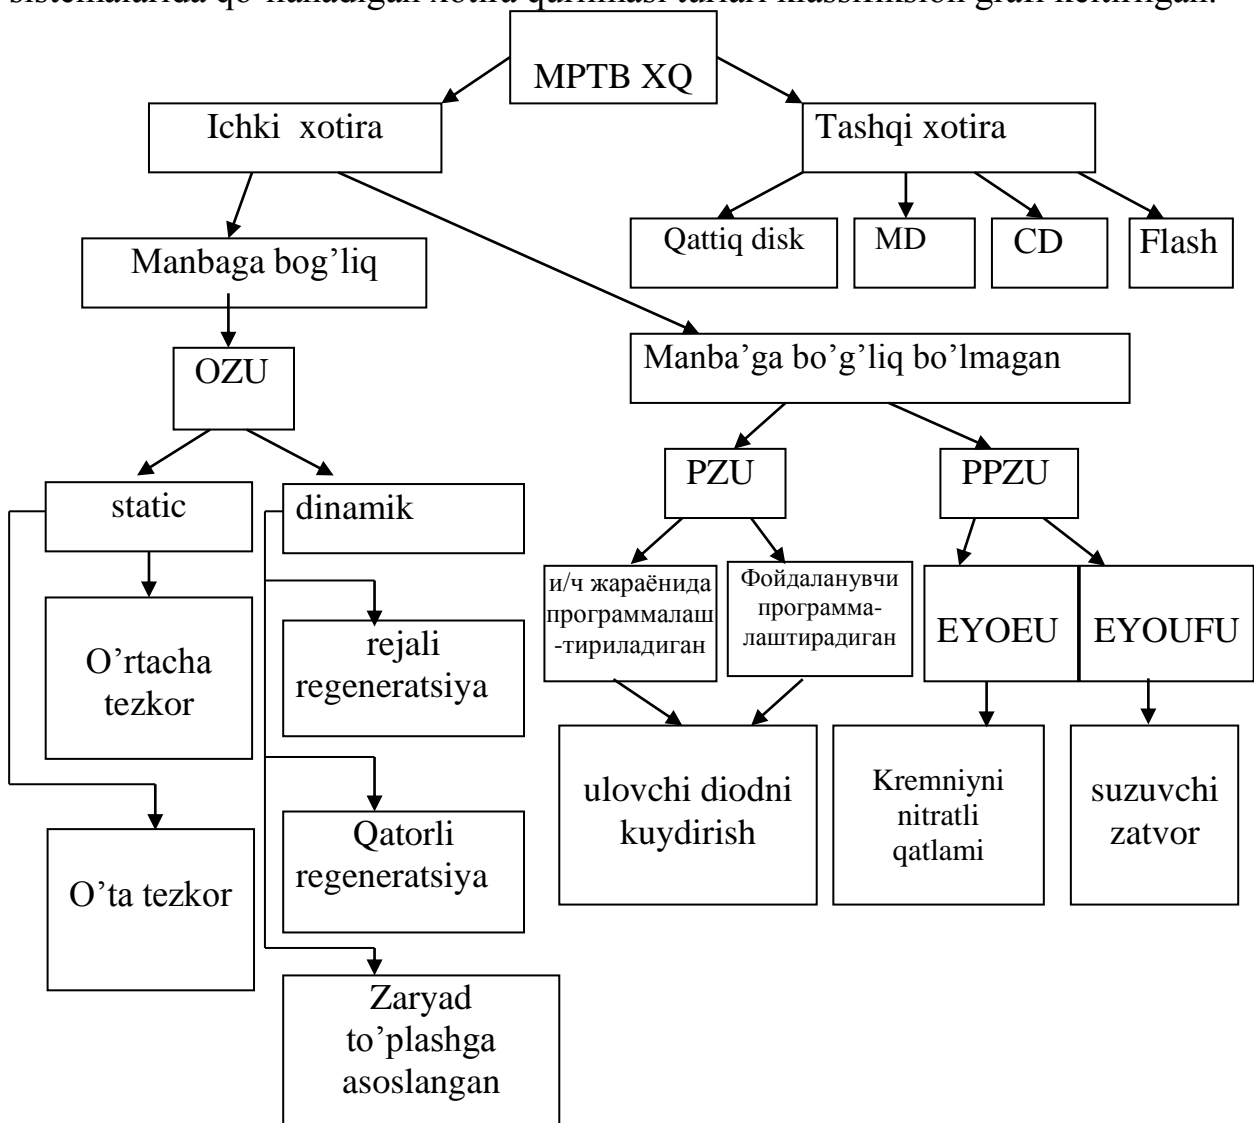 sistemalarida qo'llaniladigan xotira qurilmasi turlari klassifiksion grafi keltirilgan.
MPTB XQ
Ichki xotira
Tashqi xotira
Qattiq disk
MD
CD
Flash
Manbaga bog'liq
Manba'ga bo'g'liq bo'lmagan
OZU
PZU
PPZU
static
dinamik
и/ч жараёнида
программалаш
-тириладиган
Фойдаланувчи
программа-
лаштирадиган
EYOEU
EYOUFU
O'rtacha
tezkor
rejali
regeneratsiya
ulovchi diodni
kuydirish
Kremniyni
nitratli
qatlami
suzuvchi
zatvor
O'ta tezkor
Qatorli
regeneratsiya
Zaryad
to'plashga
asoslangan